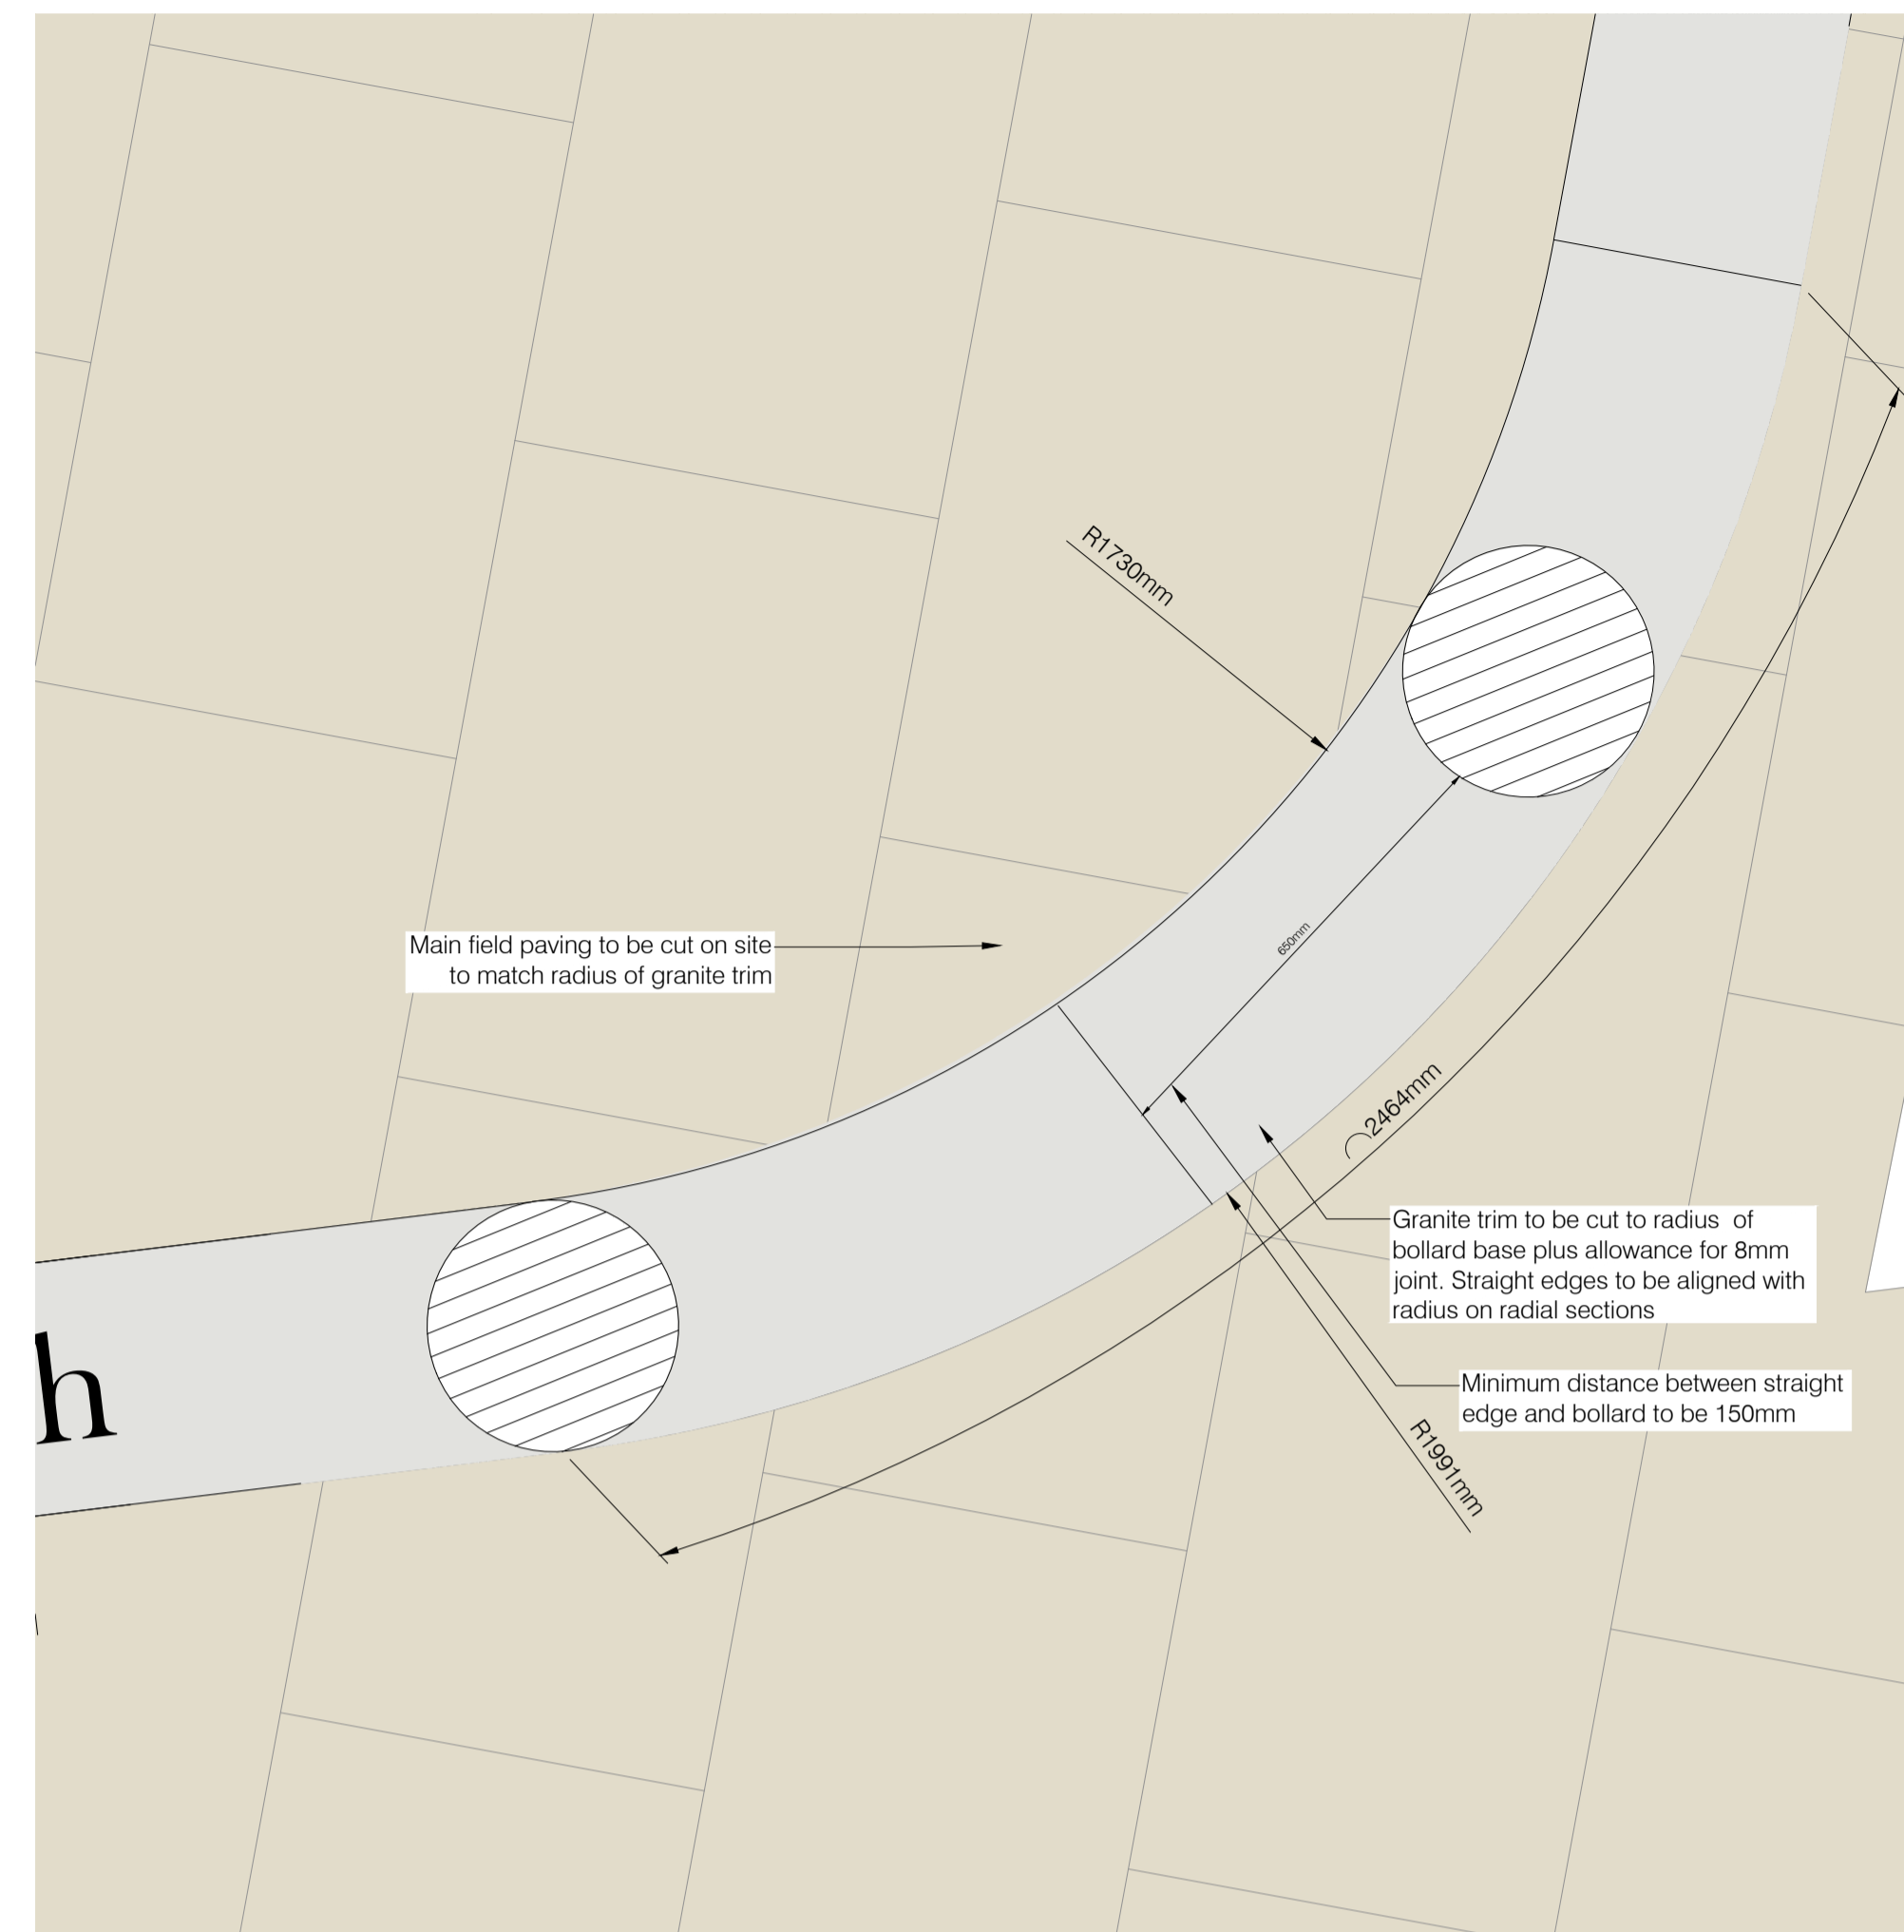 R1730mm
Main field paving to be cut on site
to match radius of granite trim
650mm
2464mm
Granite trim to be cut to radius of
bollard base plus allowance for 8mm
joint. Straight edges to be aligned with
radius on radial sections
Minimum distance between straight
edge and bollard to be 150mm
h
R1991mm